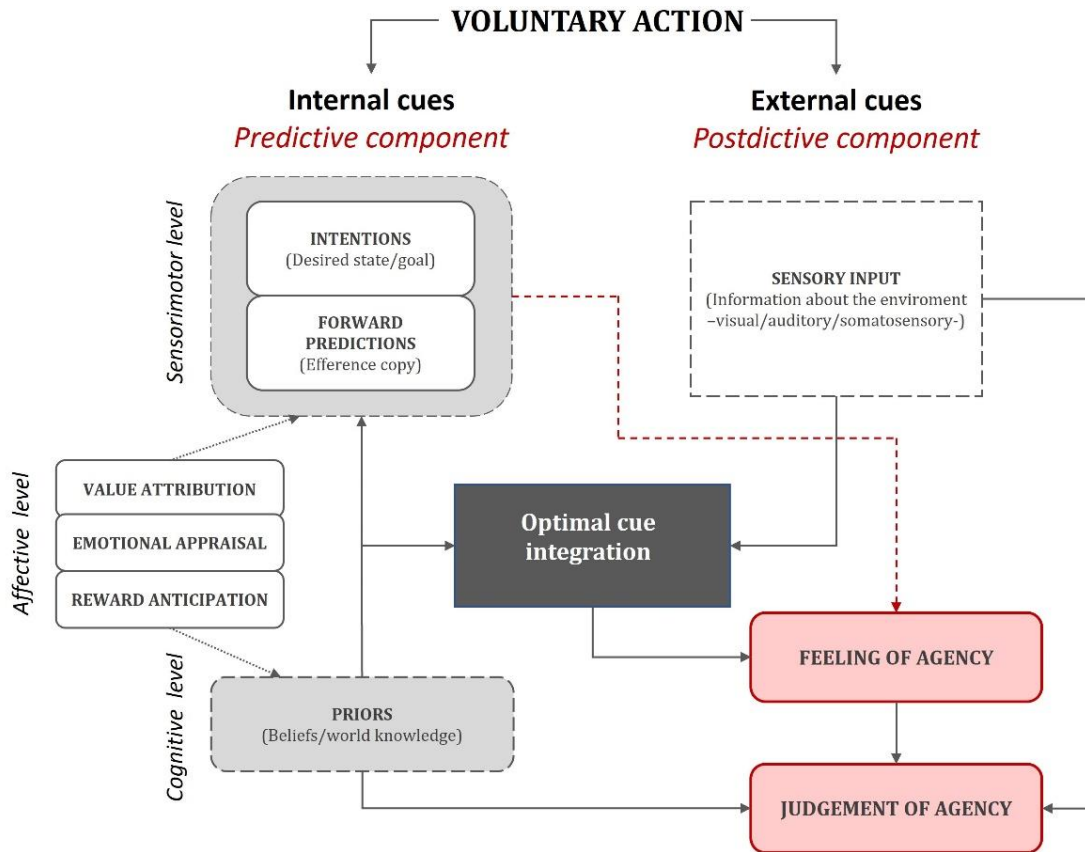 VOLUNTARY ACTION
Internal cues
Predictive component
External cues
Postdictive component
Sensorimotor level
INTENTIONS
(Desired state/goal)
FORWARD
PREDICTIONS
(Efference copy)
SENSORY INPUT
(Information about the enviroment
–visual/auditory/somatosensory-)
Affective level
VALUE ATTRIBUTION
EMOTIONAL APPRAISAL
REWARD ANTICIPATION
Optimal cue
integration
FEELING OF AGENCY
Cognitive level
PRIORS
(Beliefs/world knowledge)
JUDGEMENT OF AGENCY